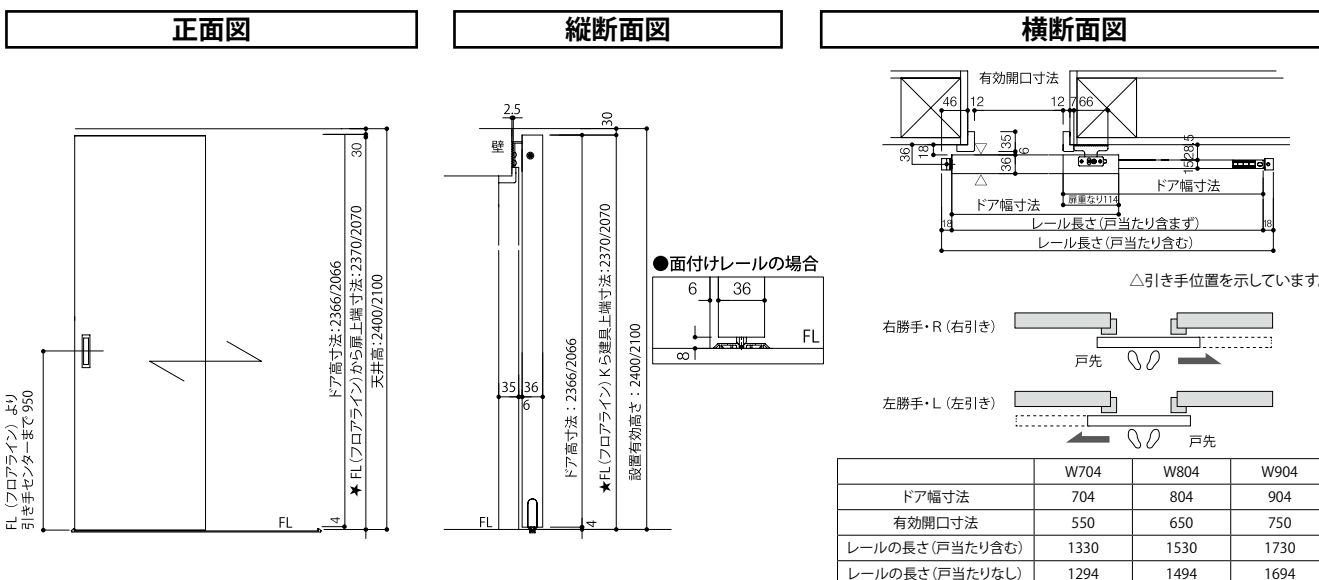 正面図
30
ドア高寸法:2366/2066
★ FL(フロアライン)から扉上端寸法:2370/2070
天井高:2400/2100
FL(フロアライン)より
引き手センターまで 950
4
FL
縦断面図
2.5
壁
30
35
36
6
ドア高寸法:2366/2066
★FL(フロアライン)Kら建具上端寸法:2370/2070
設置有効高さ:2400/2100
FL
4
●面付けレールの場合
6
36
FL
8
横断面図
有効開口寸法
46
12
12
7
66
36
18
35
6
36
28.5
15
ドア幅寸法
扉重なり114
ドア幅寸法
18
レール長さ(戸当たり含まず)
18
レール長さ(戸当たり含む)
△引き手位置を示しています
右勝手・R(右引き)
戸先
左勝手・L(左引き)
戸先
W704 W804 W904
ドア幅寸法 704 804 904
有効開口寸法 550 650 750
レールの長さ(戸当たり含む) 1330 1530 1730
レールの長さ(戸当たりなし) 1294 1494 1694